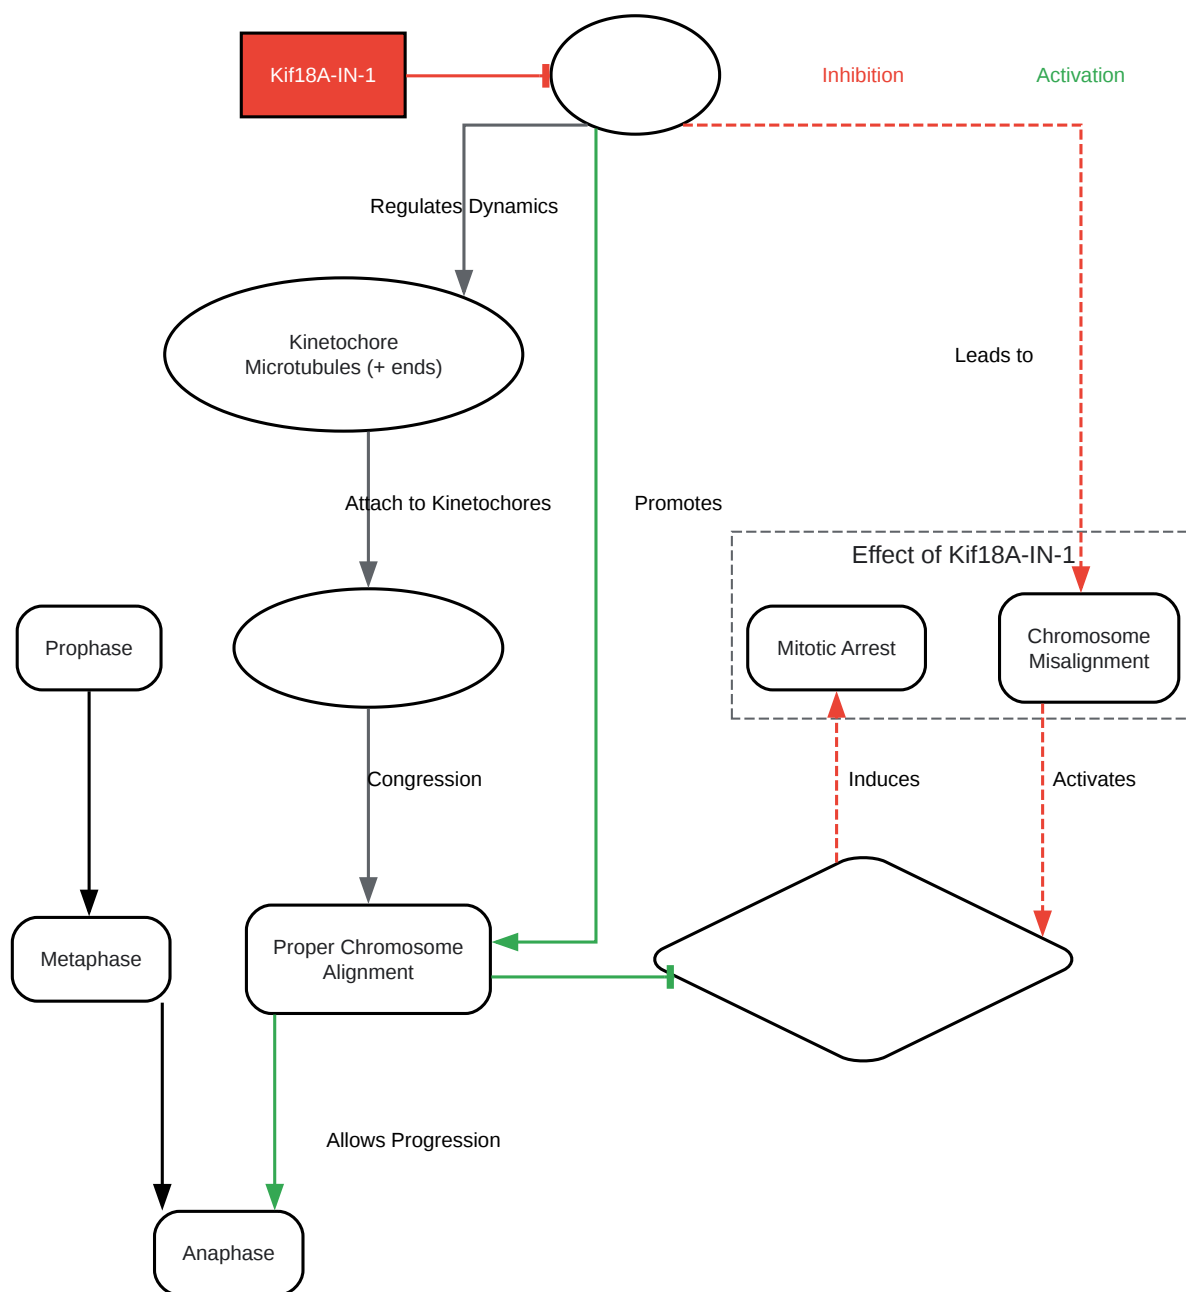 Kif18A-IN-1
Inhibition
Activation
Regulates Dynamics
Kinetochore
Microtubules (+ ends)
Leads to
Attach to Kinetochores
Promotes
Effect of Kif18A-IN-1
Prophase
Mitotic Arrest
Chromosome
Misalignment
Congression
Induces
Activates
Metaphase
Proper Chromosome
Alignment
Allows Progression
Anaphase